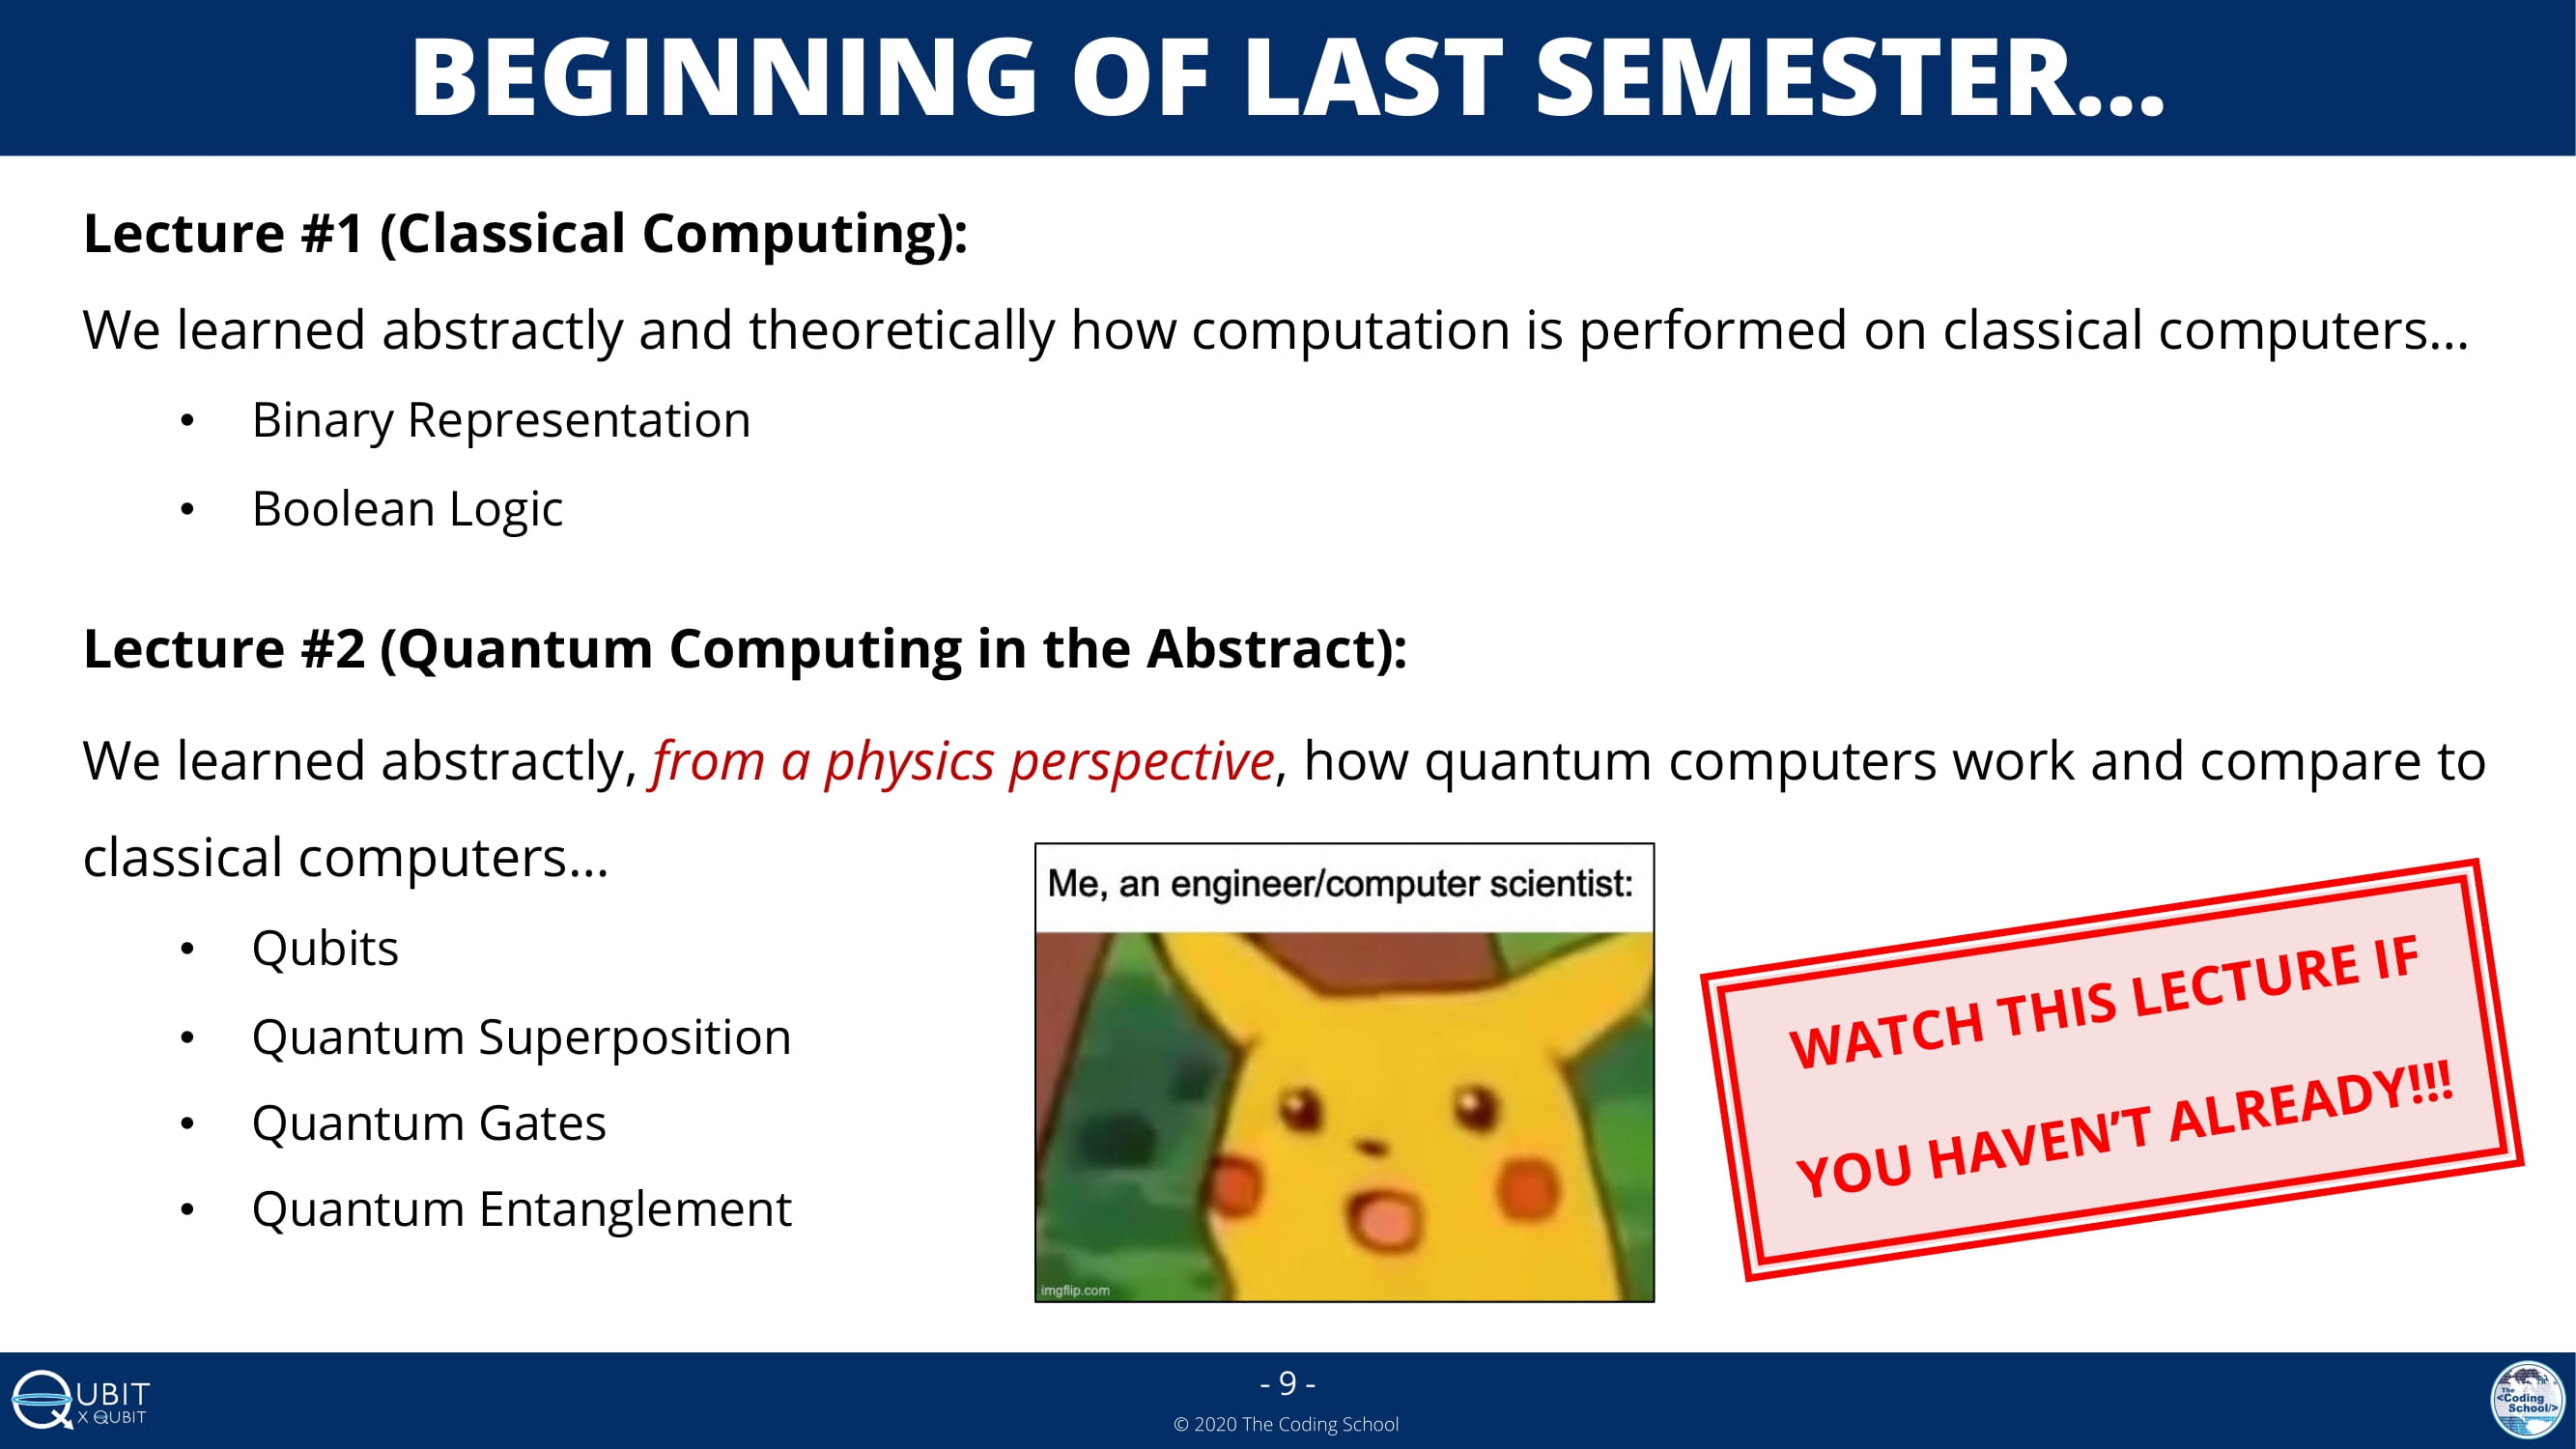 BEGINNING OF LAST SEMESTER...
Lecture #1 (Classical Computing):
We learned abstractly and theoretically how computation is performed on classical computers...
• Binary Representation
• Boolean Logic
Lecture #2 (Quantum Computing in the Abstract):
We learned abstractly, from a physics perspective, how quantum computers work and compare to
classical computers...
• Qubits
• Quantum Superposition
• Quantum Gates
• Quantum Entanglement
Me, an engineer/computer scientist:
imgflip.com
WATCH THIS LECTURE IF
YOU HAVEN’T ALREADY!!!
QUBIT
X QUBIT
- 9 -
© 2020 The Coding School
The
<Coding
School/>